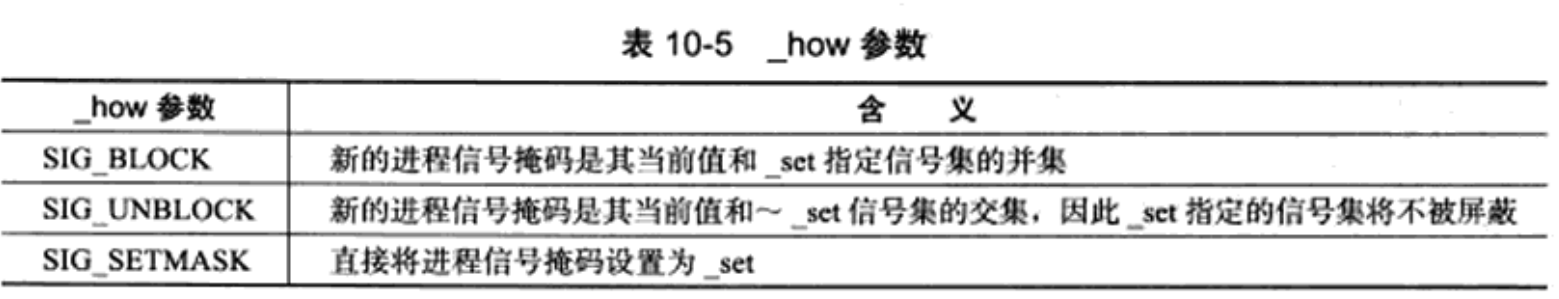 表 10-5 _how 参数
_how 参数 含 义
SIG_BLOCK 新的进程信号掩码是其当前值和 _set 指定信号集的并集
SIG_UNBLOCK 新的进程信号掩码是其当前值和～ _set 信号集的交集，因此 _set 指定的信号集将不被屏蔽
SIG_SETMASK 直接将进程信号掩码设置为 _set